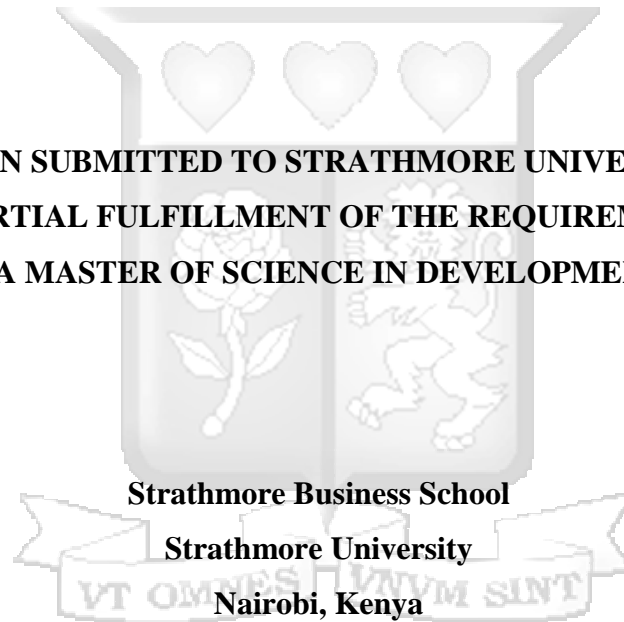 N SUBMITTED TO STRATHMORE UNIVE
RTIAL FULFILLMENT OF THE REQUIREM
A MASTER OF SCIENCE IN DEVELOPME
Strathmore Business School
Strathmore University
VT OMNES VNVM SINT
Nairobi, Kenya